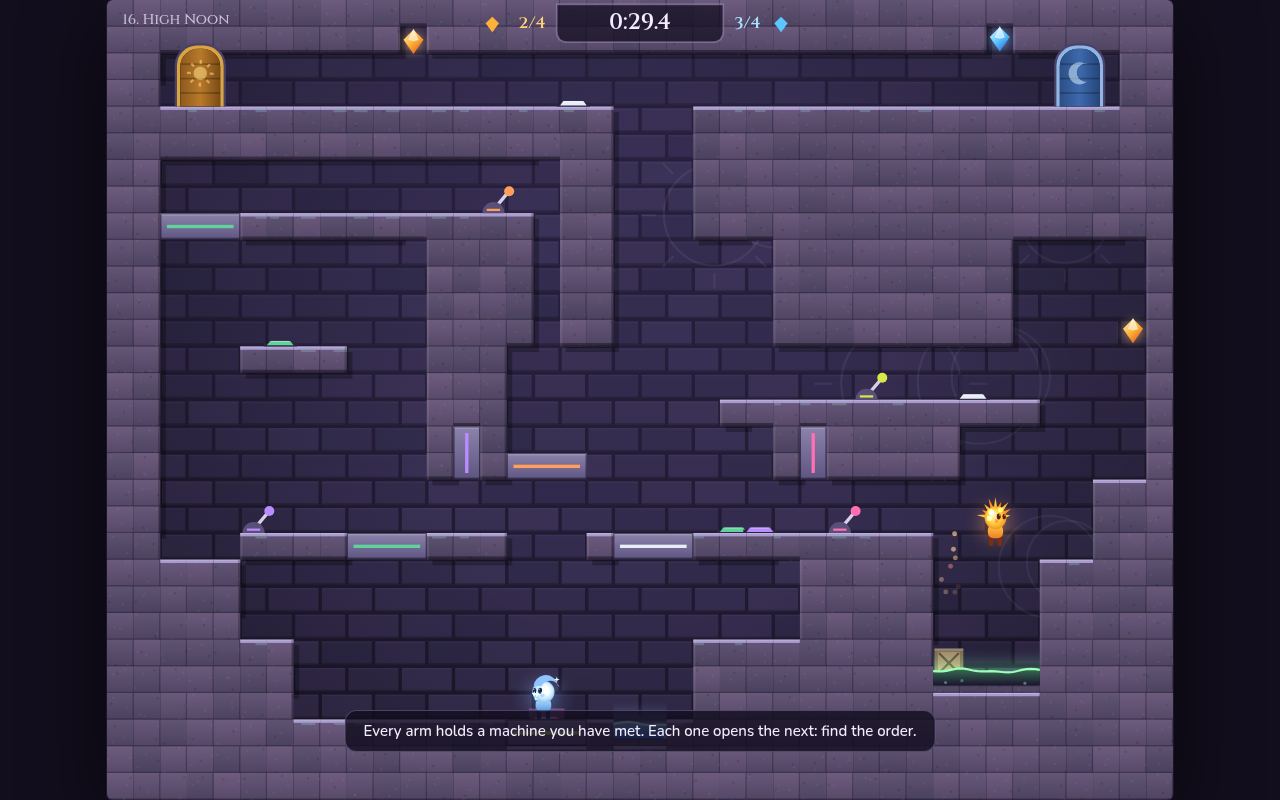 16. High Noon
2/4
0:29.4
3/4
Every arm holds a machine you have met. Each one opens the next: find the order.